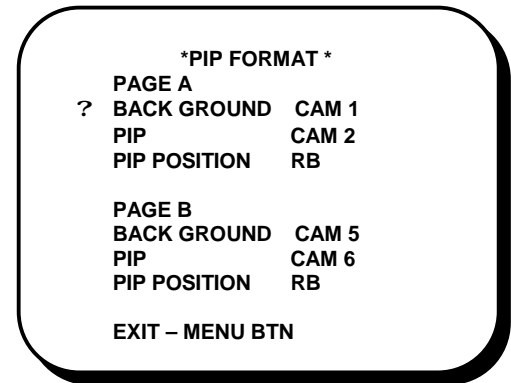 *PIP FORMAT *
PAGE A
? BACK GROUND CAM 1
PIP CAM 2
PIP POSITION RB
PAGE B
BACK GROUND CAM 5
PIP CAM 6
PIP POSITION RB
EXIT – MENU BTN